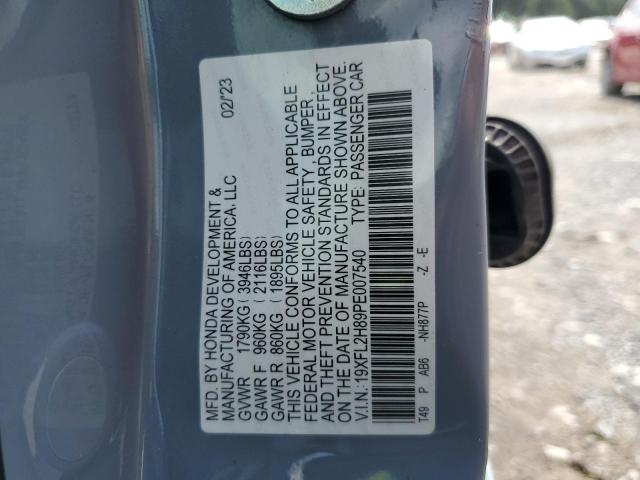 MFD. BY HONDA DEVELOPMENT & 02/'23
MANUFACTURING OF AMERICA, LLC
GVWR 1790KG ( 3946LBS)
GAWR F 960KG ( 2116LBS)
GAWR R 860KG ( 1895LBS)
THIS VEHICLE CONFORMS TO ALL APPLICABLE
FEDERAL MOTOR VEHICLE SAFETY, BUMPER ,
AND THEFT PREVENTION STANDARDS IN EFFECT
ON THE DATE OF MANUFACTURE SHOWN ABOVE.
V.I.N.:19XFL2H89PE007540 TYPE: PASSENGER CAR
T49 P AB6 -NH877P -Z -E